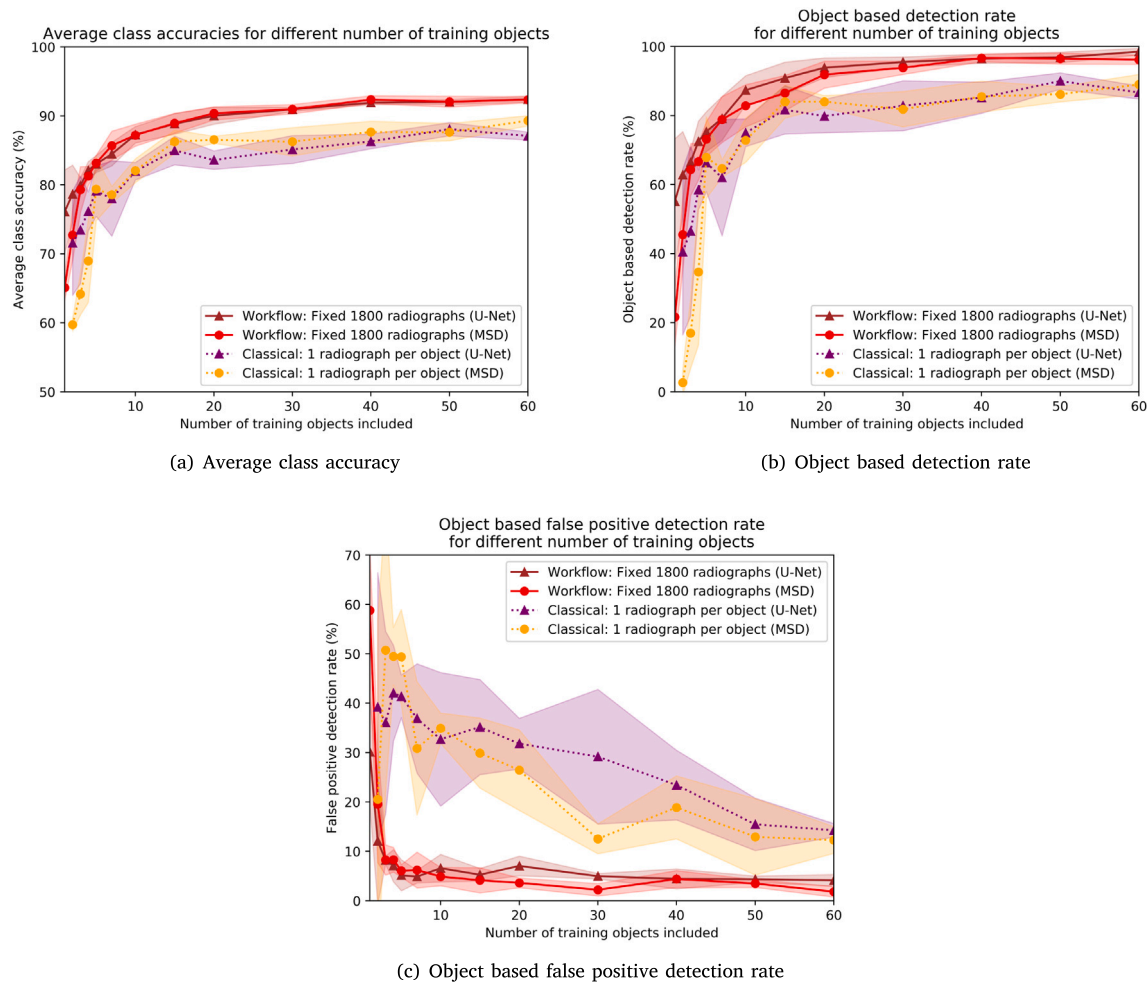 Average class accuracies for different number of training objects
100
90
80
70
60
50
Average class accuracy (%)
Workflow: Fixed 1800 radiographs (U-Net)
Workflow: Fixed 1800 radiographs (MSD)
Classical: 1 radiograph per object (U-Net)
Classical: 1 radiograph per object (MSD)
10 20 30 40 50 60
Number of training objects included
(a) Average class accuracy
Object based detection rate
for different number of training objects
100
80
60
40
20
0
Object based detection rate (%)
Workflow: Fixed 1800 radiographs (U-Net)
Workflow: Fixed 1800 radiographs (MSD)
Classical: 1 radiograph per object (U-Net)
Classical: 1 radiograph per object (MSD)
10 20 30 40 50 60
Number of training objects included
(b) Object based detection rate
Object based false positive detection rate
for different number of training objects
70
60
50
40
30
20
10
0
False positive detection rate (%)
Workflow: Fixed 1800 radiographs (U-Net)
Workflow: Fixed 1800 radiographs (MSD)
Classical: 1 radiograph per object (U-Net)
Classical: 1 radiograph per object (MSD)
10 20 30 40 50 60
Number of training objects included
(c) Object based false positive detection rate